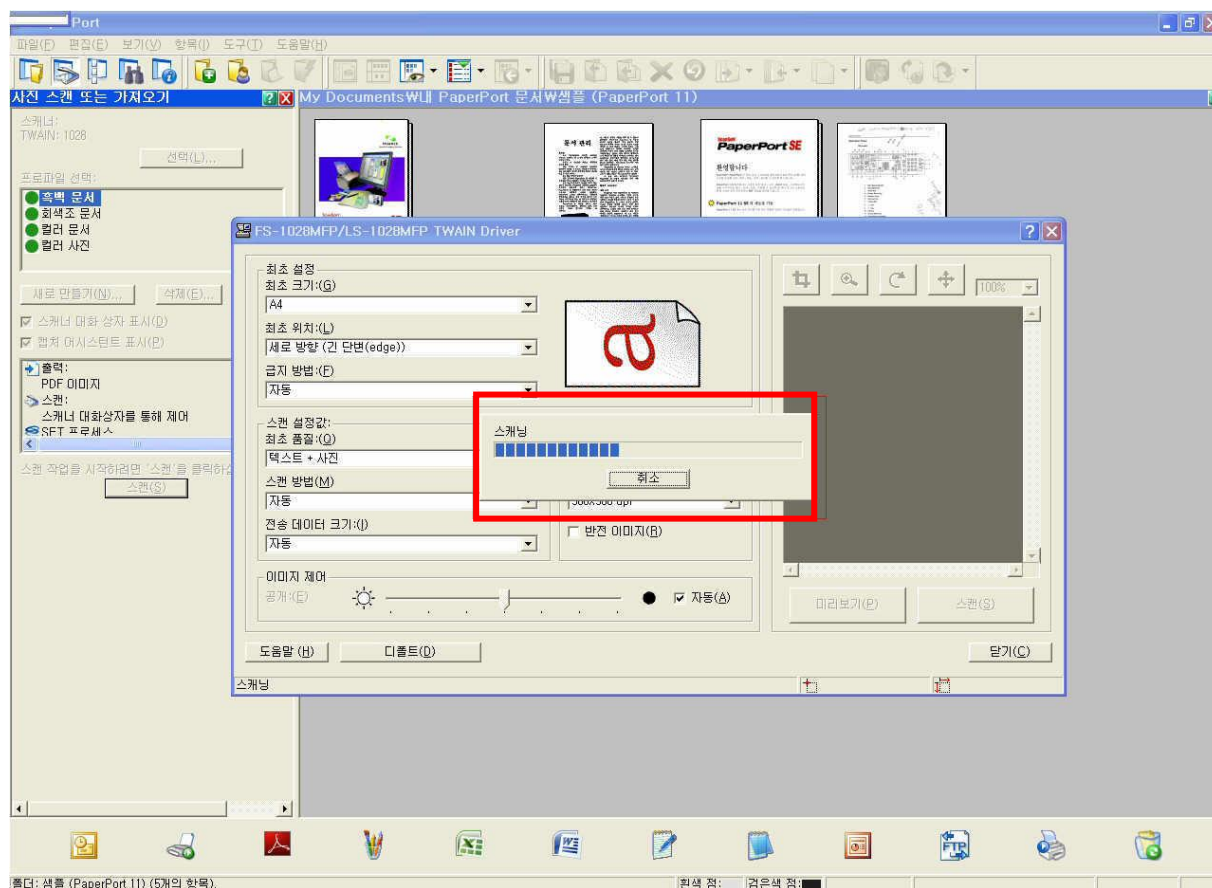 Port
파일(F) 편집(E) 보기(V) 항목(I) 도구(T) 도움말(H)
사진 스캔 또는 가져오기
My Documents₩내 PaperPort 문서₩샘플 (PaperPort 11)
스캐너:
TWAIN: 1028
선택(L)...
프로파일 선택:
흑백 문서
회색조 문서
컬러 문서
컬러 사진
새로 만들기(N)...
삭제(E)...
스캐너 대화 상자 표시(D)
캡처 어시스턴트 표시(P)
출력:
PDF 이미지
스캔:
스캐너 대화상자를 통해 제어
SET 프로세스
스캔 작업을 시작하려면 '스캔'을 클릭하십
스캔(S)
문서 관리
PaperPort SE
환영합니다
FS-1028MFP/LS-1028MFP TWAIN Driver
최초 설정
최초 크기:(G)
A4
최초 위치:(L)
세로 방향 (긴 단변(edge))
급지 방법:(F)
자동
a
스캔 설정값:
최초 품질:(O)
텍스트 + 사진
스캔 방법(M)
자동
300x300 dpi
전송 데이터 크기:(I)
자동
반전 이미지(R)
스캐닝
취소
이미지 제어
공개:(E)
자동(A)
100%
미리보기(P)
스캔(S)
도움말 (H)
디폴트(D)
닫기(C)
스캐닝
FTP
폴더: 샘플 (PaperPort 11) (5개의 항목).
흰색 점:
검은색 점: